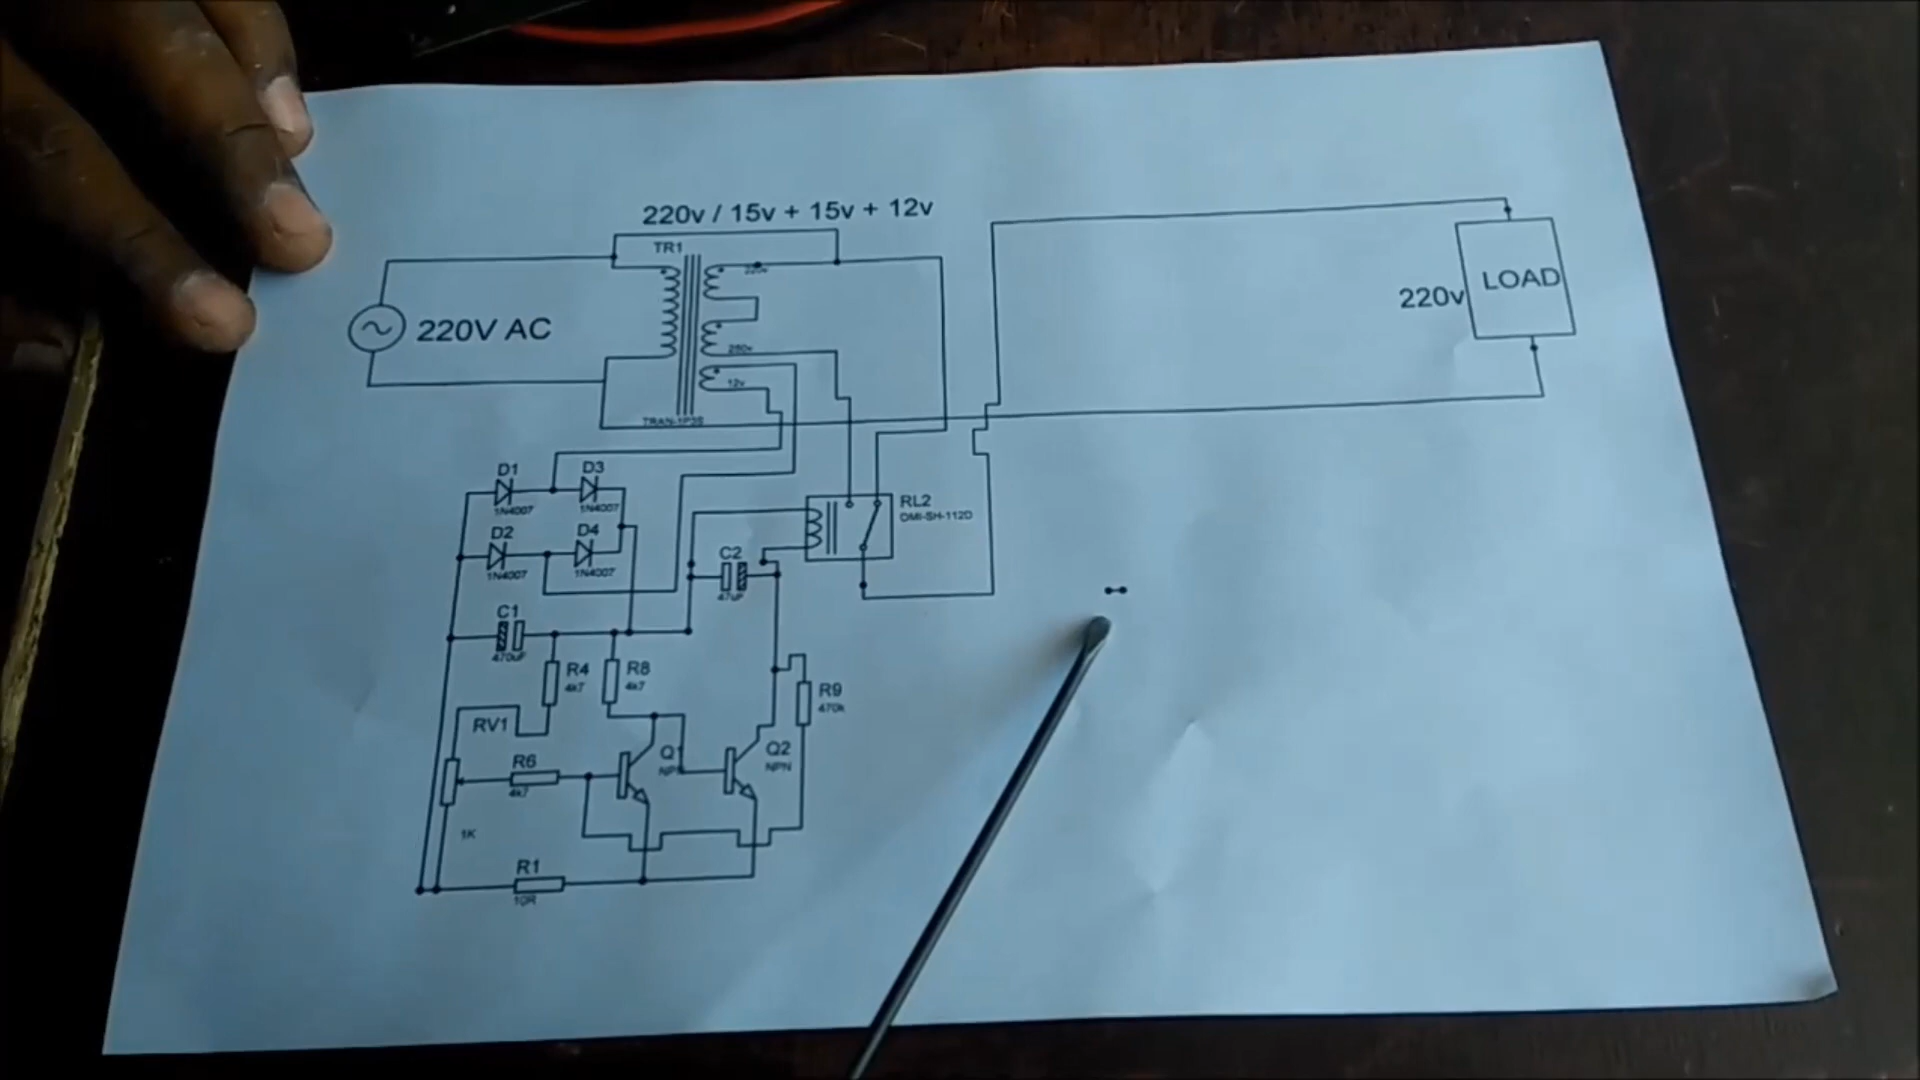 220v / 15v + 15v + 12v
TR1
220v
220V AC
250v
12v
TRAN-1P3S
220v
LOAD
D1
1N4007
D3
1N4007
D2
1N4007
D4
1N4007
RL2
OMI-SH-112D
C2
47uF
C1
470uF
R4
4k7
R8
4k7
R9
470k
RV1
1K
R6
4k7
Q1
Q2
NPN
R1
10R